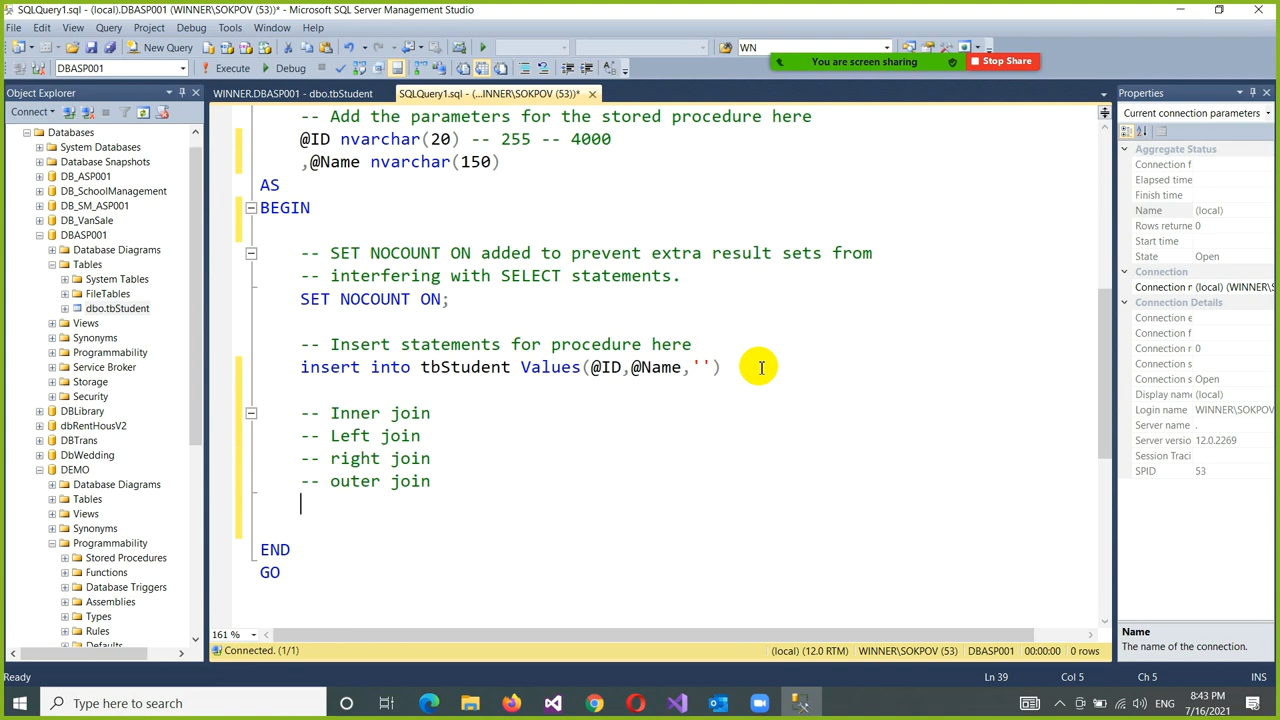 SQLQuery1.sql - (local).DBASP001 (WINNER\SOKPOV (53))* - Microsoft SQL Server Management Studio
File Edit View Query Project Debug Tools Window Help
New Query
WN
You are screen sharing
Stop Share
DBASP001
Execute
Debug
Object Explorer
WINNER.DBASP001 - dbo.tbStudent
SQLQuery1.sql - (...INNER\SOKPOV (53))*
Properties
Connect
Databases
System Databases
Database Snapshots
DB_ASP001
DB_SchoolManagement
DB_SM_ASP001
DB_VanSale
DBASP001
Database Diagrams
Tables
System Tables
FileTables
dbo.tbStudent
Views
Synonyms
Programmability
Service Broker
Storage
Security
DBLibrary
dbRentHousV2
DBTrans
DbWedding
DEMO
Database Diagrams
Tables
Views
Synonyms
Programmability
Stored Procedures
Functions
Database Triggers
Assemblies
Types
Rules
Defaults
-- Add the parameters for the stored procedure here
@ID nvarchar(20) -- 255 -- 4000
,@Name nvarchar(150)
AS
BEGIN
-- SET NOCOUNT ON added to prevent extra result sets from
-- interfering with SELECT statements.
SET NOCOUNT ON;
-- Insert statements for procedure here
insert into tbStudent Values(@ID,@Name,'')
-- Inner join
-- Left join
-- right join
-- outer join
END
GO
161 %
Connected. (1/1)
(local) (12.0 RTM)
WINNER\SOKPOV (53)
DBASP001
00:00:00
0 rows
Current connection parameters
Aggregate Status
Connection f
Elapsed time
Finish time
Name (local)
Rows returne 0
Start time
State Open
Connection
Connection n (local) (WINNER\S
Connection Details
Connection e
Connection f
Connection r 0
Connection s
Connection s Open
Display name (local)
Login name WINNER\SOKPO
Server name .
Server versio 12.0.2269
Session Traci
SPID 53
Name
The name of the connection.
Ready
Ln 39
Col 5
Ch 5
INS
Type here to search
ENG
8:43 PM
7/16/2021